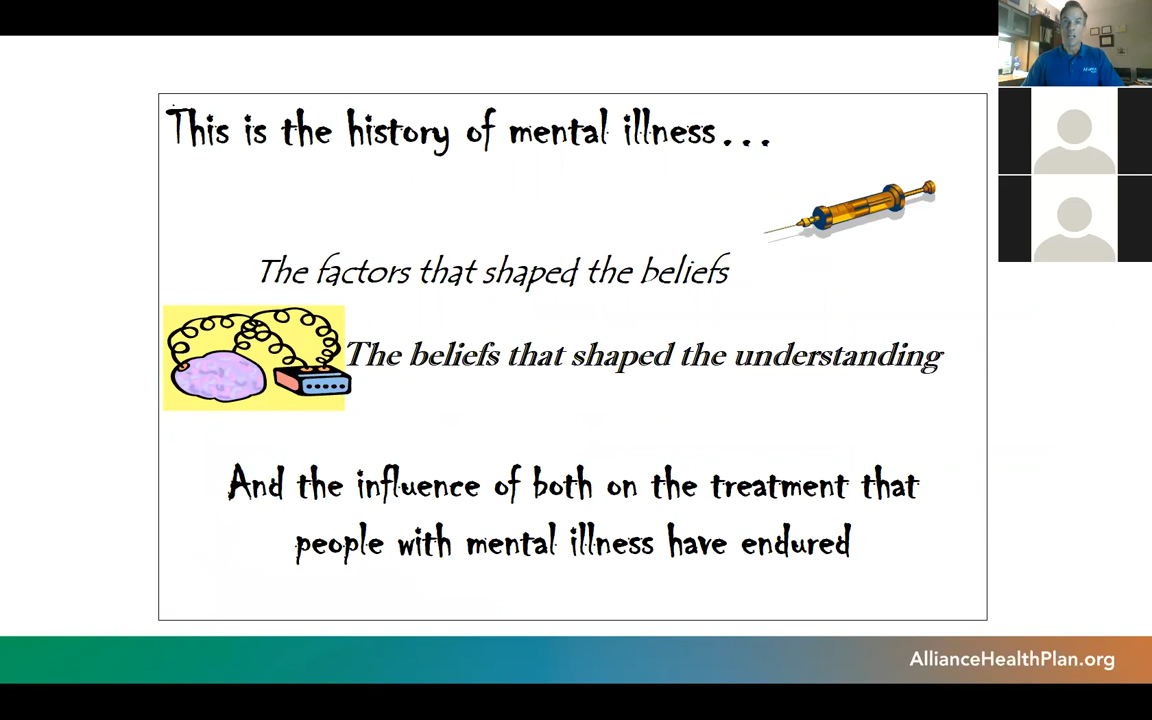 This is the history of mental illness...
The factors that shaped the beliefs
The beliefs that shaped the understanding
And the influence of both on the treatment that
people with mental illness have endured
AllianceHealthPlan.org